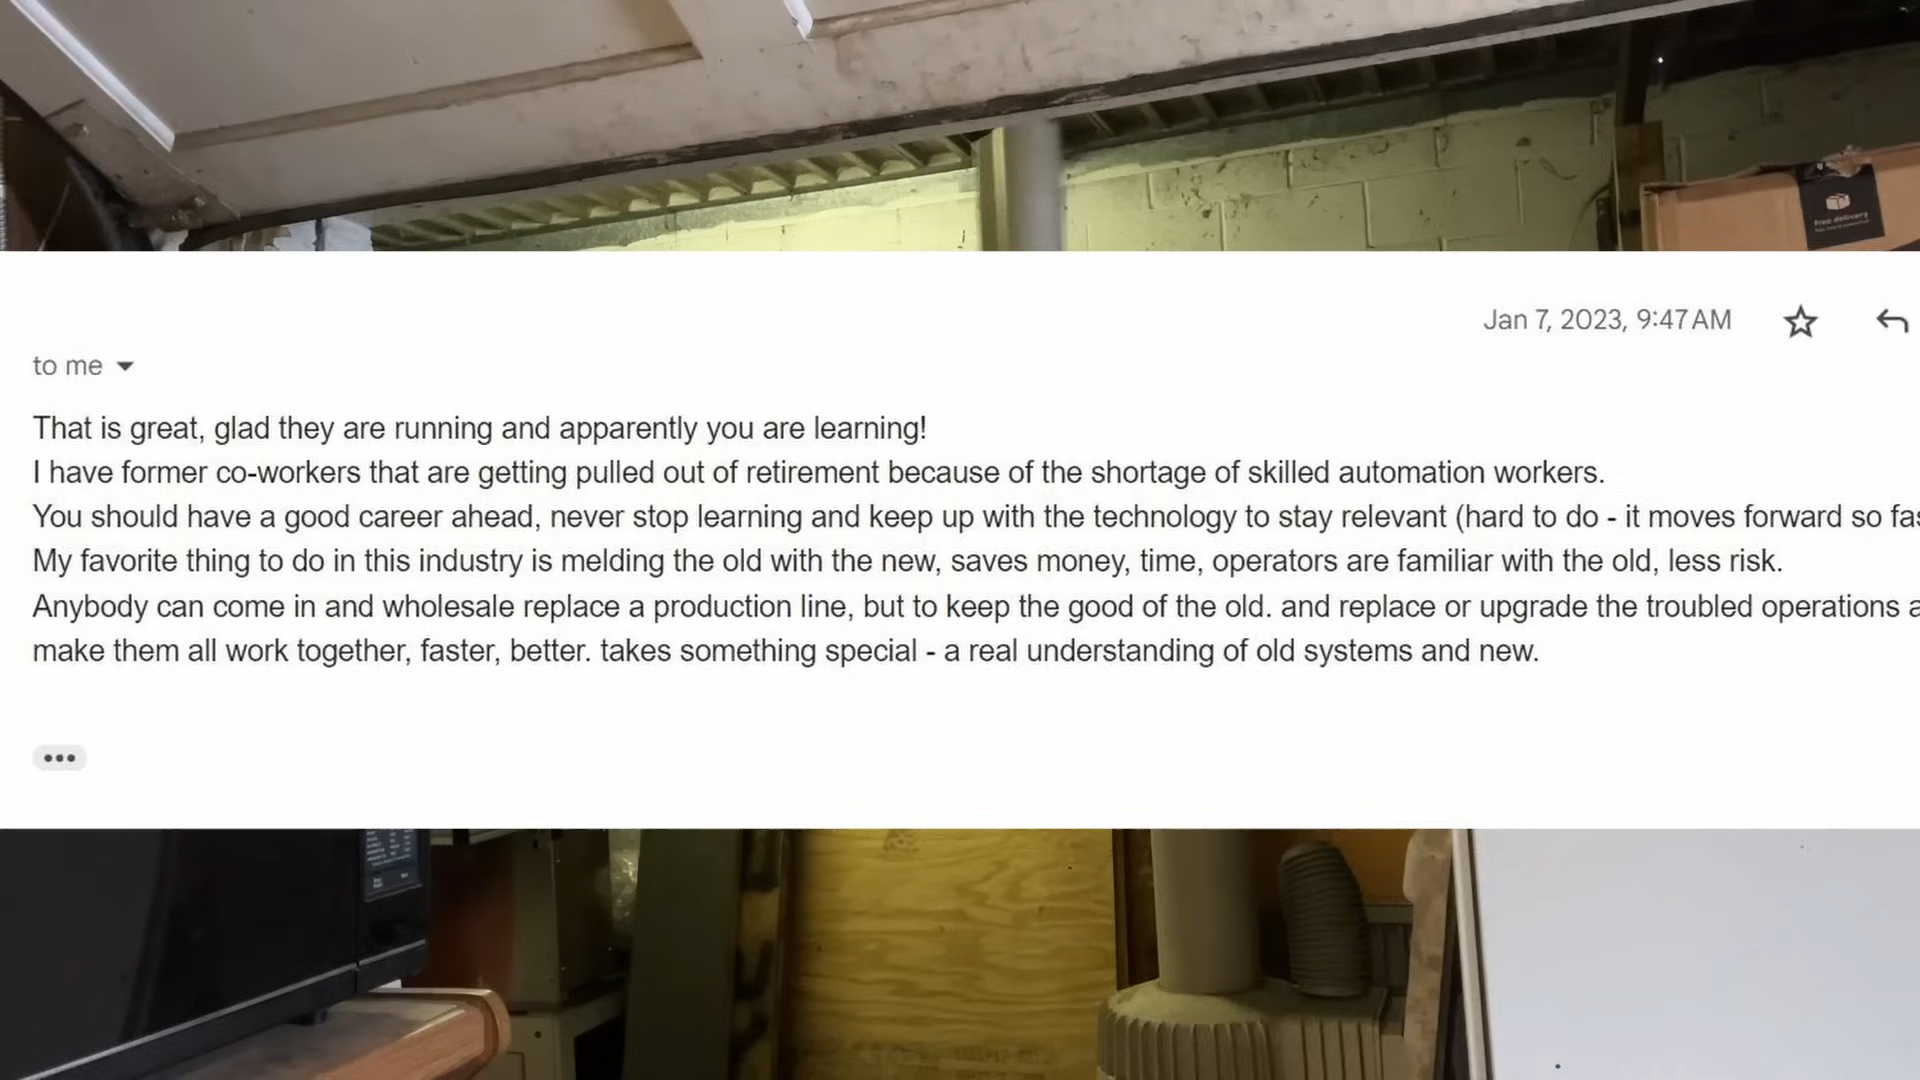 free delivery
Jan 7, 2023, 9:47 AM
to me
That is great, glad they are running and apparently you are learning!
I have former co-workers that are getting pulled out of retirement because of the shortage of skilled automation workers.
You should have a good career ahead, never stop learning and keep up with the technology to stay relevant (hard to do - it moves forward so fas
My favorite thing to do in this industry is melding the old with the new, saves money, time, operators are familiar with the old, less risk.
Anybody can come in and wholesale replace a production line, but to keep the good of the old. and replace or upgrade the troubled operations a
make them all work together, faster, better. takes something special - a real understanding of old systems and new.